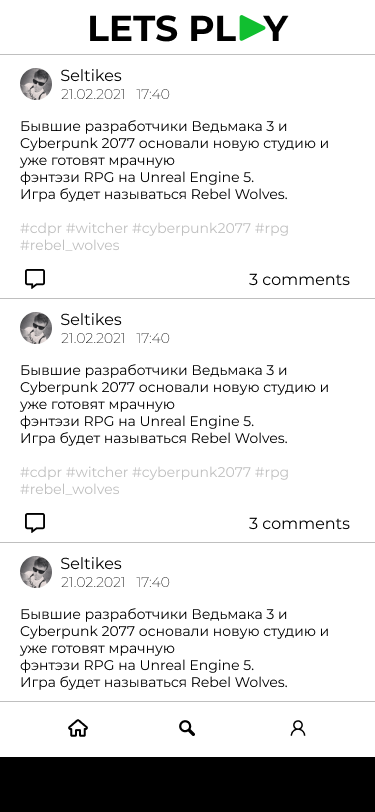 LETS PLAY
Seltikes
21.02.2021 17:40
Бывшие разработчики Ведьмака 3 и
Cyberpunk 2077 основали новую студию и
уже готовят мрачную
фэнтэзи RPG на Unreal Engine 5.
Игра будет называться Rebel Wolves.
#cdpr #witcher #cyberpunk2077 #rpg
#rebel_wolves
3 comments
Seltikes
21.02.2021 17:40
Бывшие разработчики Ведьмака 3 и
Cyberpunk 2077 основали новую студию и
уже готовят мрачную
фэнтэзи RPG на Unreal Engine 5.
Игра будет называться Rebel Wolves.
#cdpr #witcher #cyberpunk2077 #rpg
#rebel_wolves
3 comments
Seltikes
21.02.2021 17:40
Бывшие разработчики Ведьмака 3 и
Cyberpunk 2077 основали новую студию и
уже готовят мрачную
фэнтэзи RPG на Unreal Engine 5.
Игра будет называться Rebel Wolves.